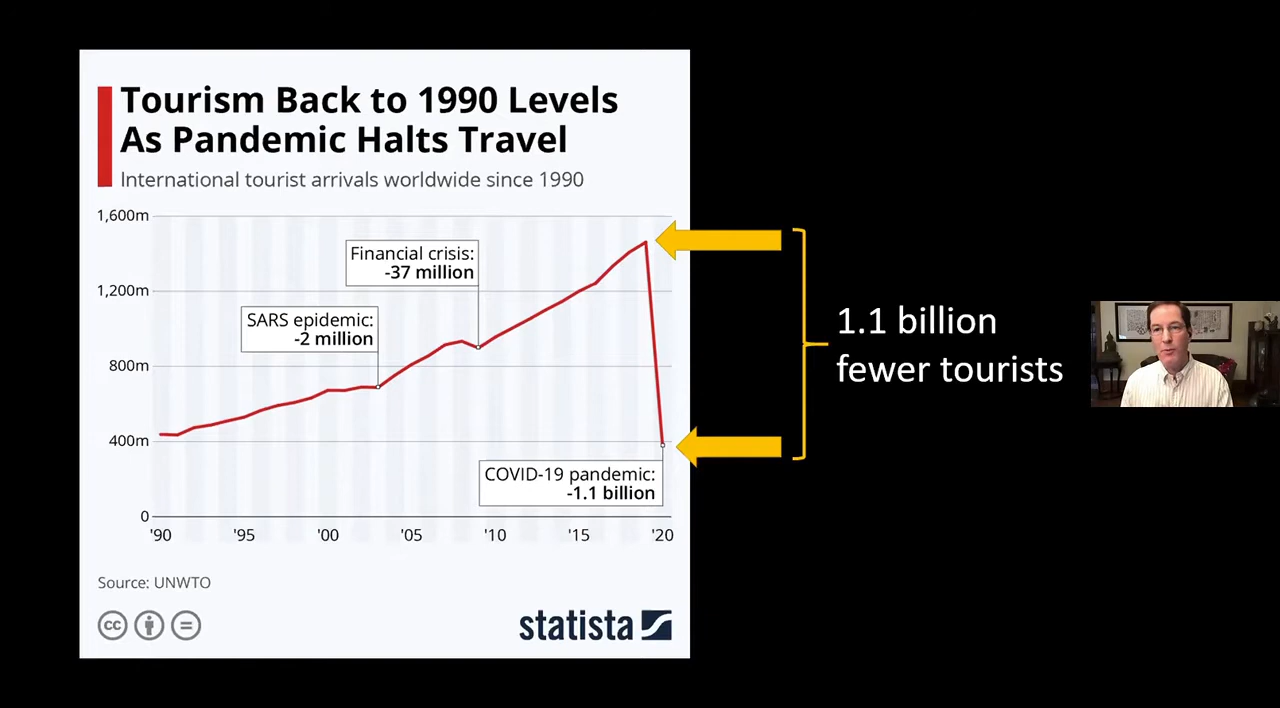 Tourism Back to 1990 Levels
As Pandemic Halts Travel
International tourist arrivals worldwide since 1990
1,600m
1,200m
800m
400m
0
Financial crisis:
-37 million
SARS epidemic:
-2 million
COVID-19 pandemic:
-1.1 billion
'90 '95 '00 '05 '10 '15 '20
Source: UNWTO
cc
statista
1.1 billion
fewer tourists